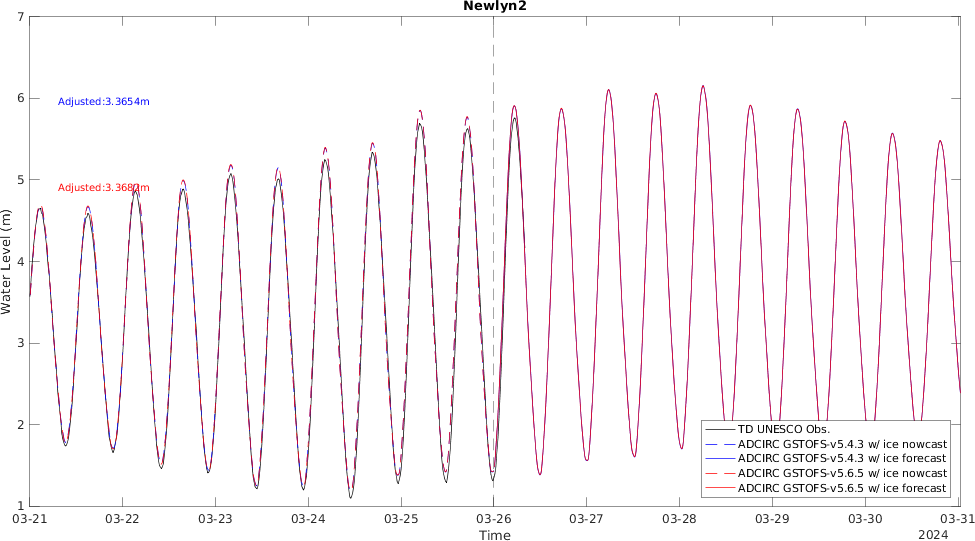 Newlyn2
7
6
5
4
3
2
1
Water Level (m)
Adjusted:3.3654m
Adjusted:3.3682m
TD UNESCO Obs.
ADCIRC GSTOFS-v5.4.3 w/ ice nowcast
ADCIRC GSTOFS-v5.4.3 w/ ice forecast
ADCIRC GSTOFS-v5.6.5 w/ ice nowcast
ADCIRC GSTOFS-v5.6.5 w/ ice forecast
03-21 03-22 03-23 03-24 03-25 03-26 03-27 03-28 03-29 03-30 03-31
Time
2024